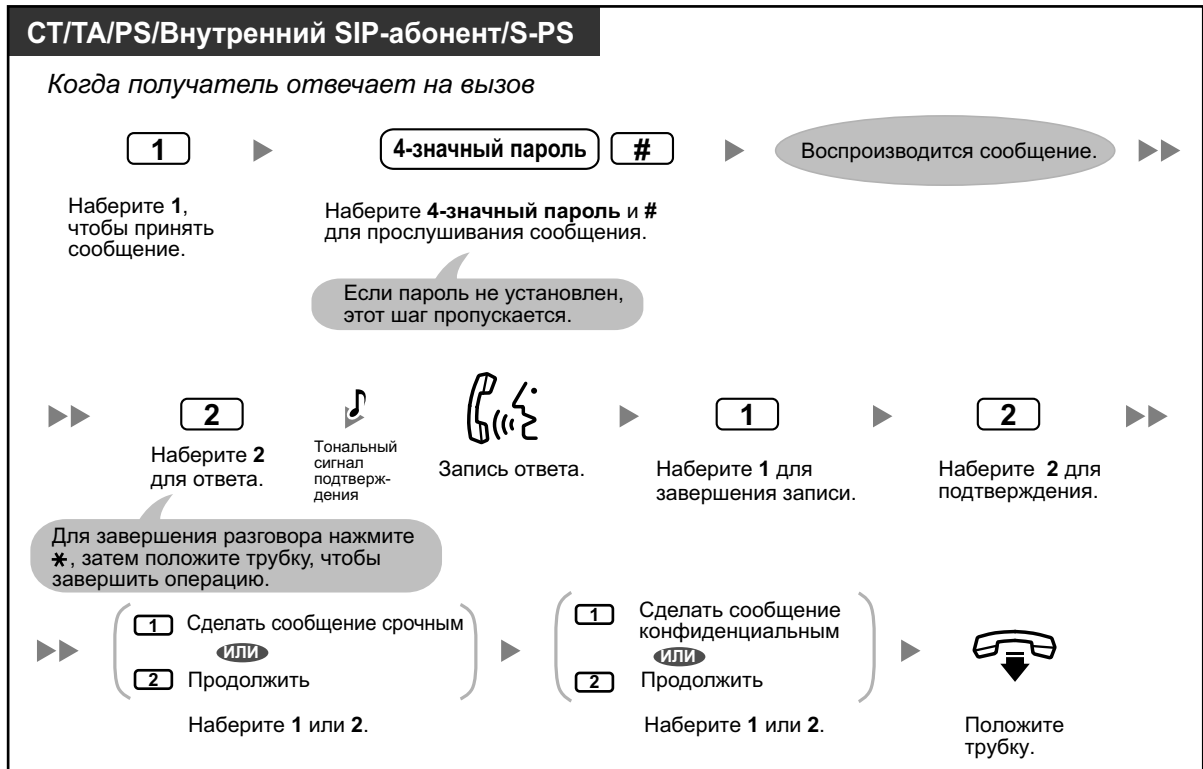 СТ/ТА/PS/Внутренний SIP-абонент/S-PS
Когда получатель отвечает на вызов
1
4-значный пароль
#
Воспроизводится сообщение.
Наберите 1,
чтобы принять
сообщение.
Наберите 4-значный пароль и #
для прослушивания сообщения.
Если пароль не установлен,
этот шаг пропускается.
2
1
2
Наберите 2
для ответа.
Тональный
сигнал
подтверж-
дения
Запись ответа.
Наберите 1 для
завершения записи.
Наберите 2 для
подтверждения.
Для завершения разговора нажмите
*, затем положите трубку, чтобы
завершить операцию.
1 Сделать сообщение срочным
ИЛИ
2 Продолжить
Наберите 1 или 2.
1 Сделать сообщение
конфиденциальным
ИЛИ
2 Продолжить
Наберите 1 или 2.
Положите
трубку.